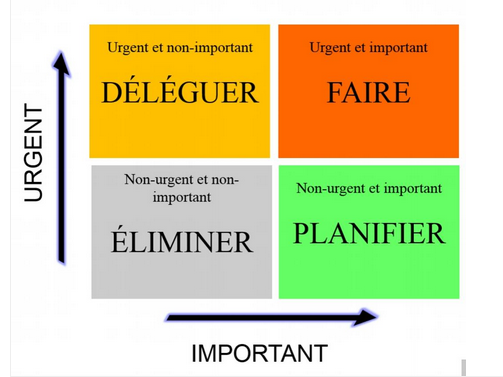 Urgent et non-important
DÉLÉGUER
Urgent et important
FAIRE
URGENT
Non-urgent et non-
important
ÉLIMINER
Non-urgent et important
PLANIFIER
IMPORTANT